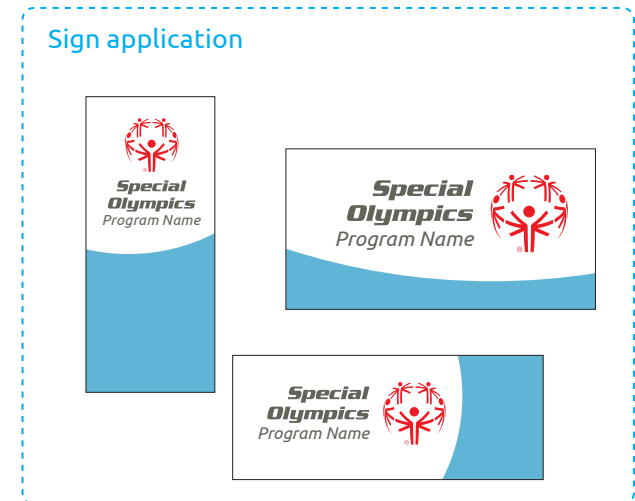 Sign application
®
Special
Olympics
Program Name
Special
Olympics
Program Name
®
Special
Olympics
Program Name
®